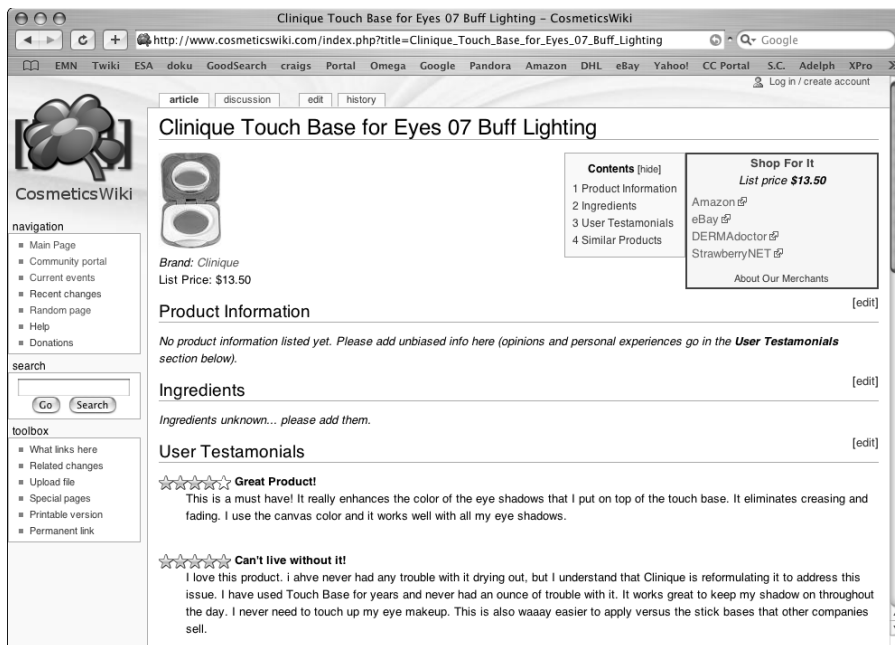 Clinique Touch Base for Eyes 07 Buff Lighting – CosmeticsWiki
http://www.cosmeticswiki.com/index.php?title=Clinique_Touch_Base_for_Eyes_07_Buff_Lighting
Google
EMN Twiki ESA doku GoodSearch craigs Portal Omega Google Pandora Amazon DHL eBay Yahoo! CC Portal S.C. Adelph XPro
Log in / create account
article discussion edit history
Clinique Touch Base for Eyes 07 Buff Lighting
CosmeticsWiki
navigation
Main Page
Community portal
Current events
Recent changes
Random page
Help
Donations
search
Go Search
toolbox
What links here
Related changes
Upload file
Special pages
Printable version
Permanent link
Brand: Clinique
List Price: $13.50
Contents [hide]
1 Product Information
2 Ingredients
3 User Testamonials
4 Similar Products
Shop For It
List price $13.50
Amazon
eBay
DERMAdoctor
StrawberryNET
About Our Merchants
Product Information [edit]
No product information listed yet. Please add unbiased info here (opinions and personal experiences go in the User Testamonials
section below).
Ingredients [edit]
Ingredients unknown... please add them.
User Testamonials [edit]
Great Product!
This is a must have! It really enhances the color of the eye shadows that I put on top of the touch base. It eliminates creasing and
fading. I use the canvas color and it works well with all my eye shadows.
Can't live without it!
I love this product. i ahve never had any trouble with it drying out, but I understand that Clinique is reformulating it to address this
issue. I have used Touch Base for years and never had an ounce of trouble with it. It works great to keep my shadow on throughout
the day. I never need to touch up my eye makeup. This is also waaay easier to apply versus the stick bases that other companies
sell.